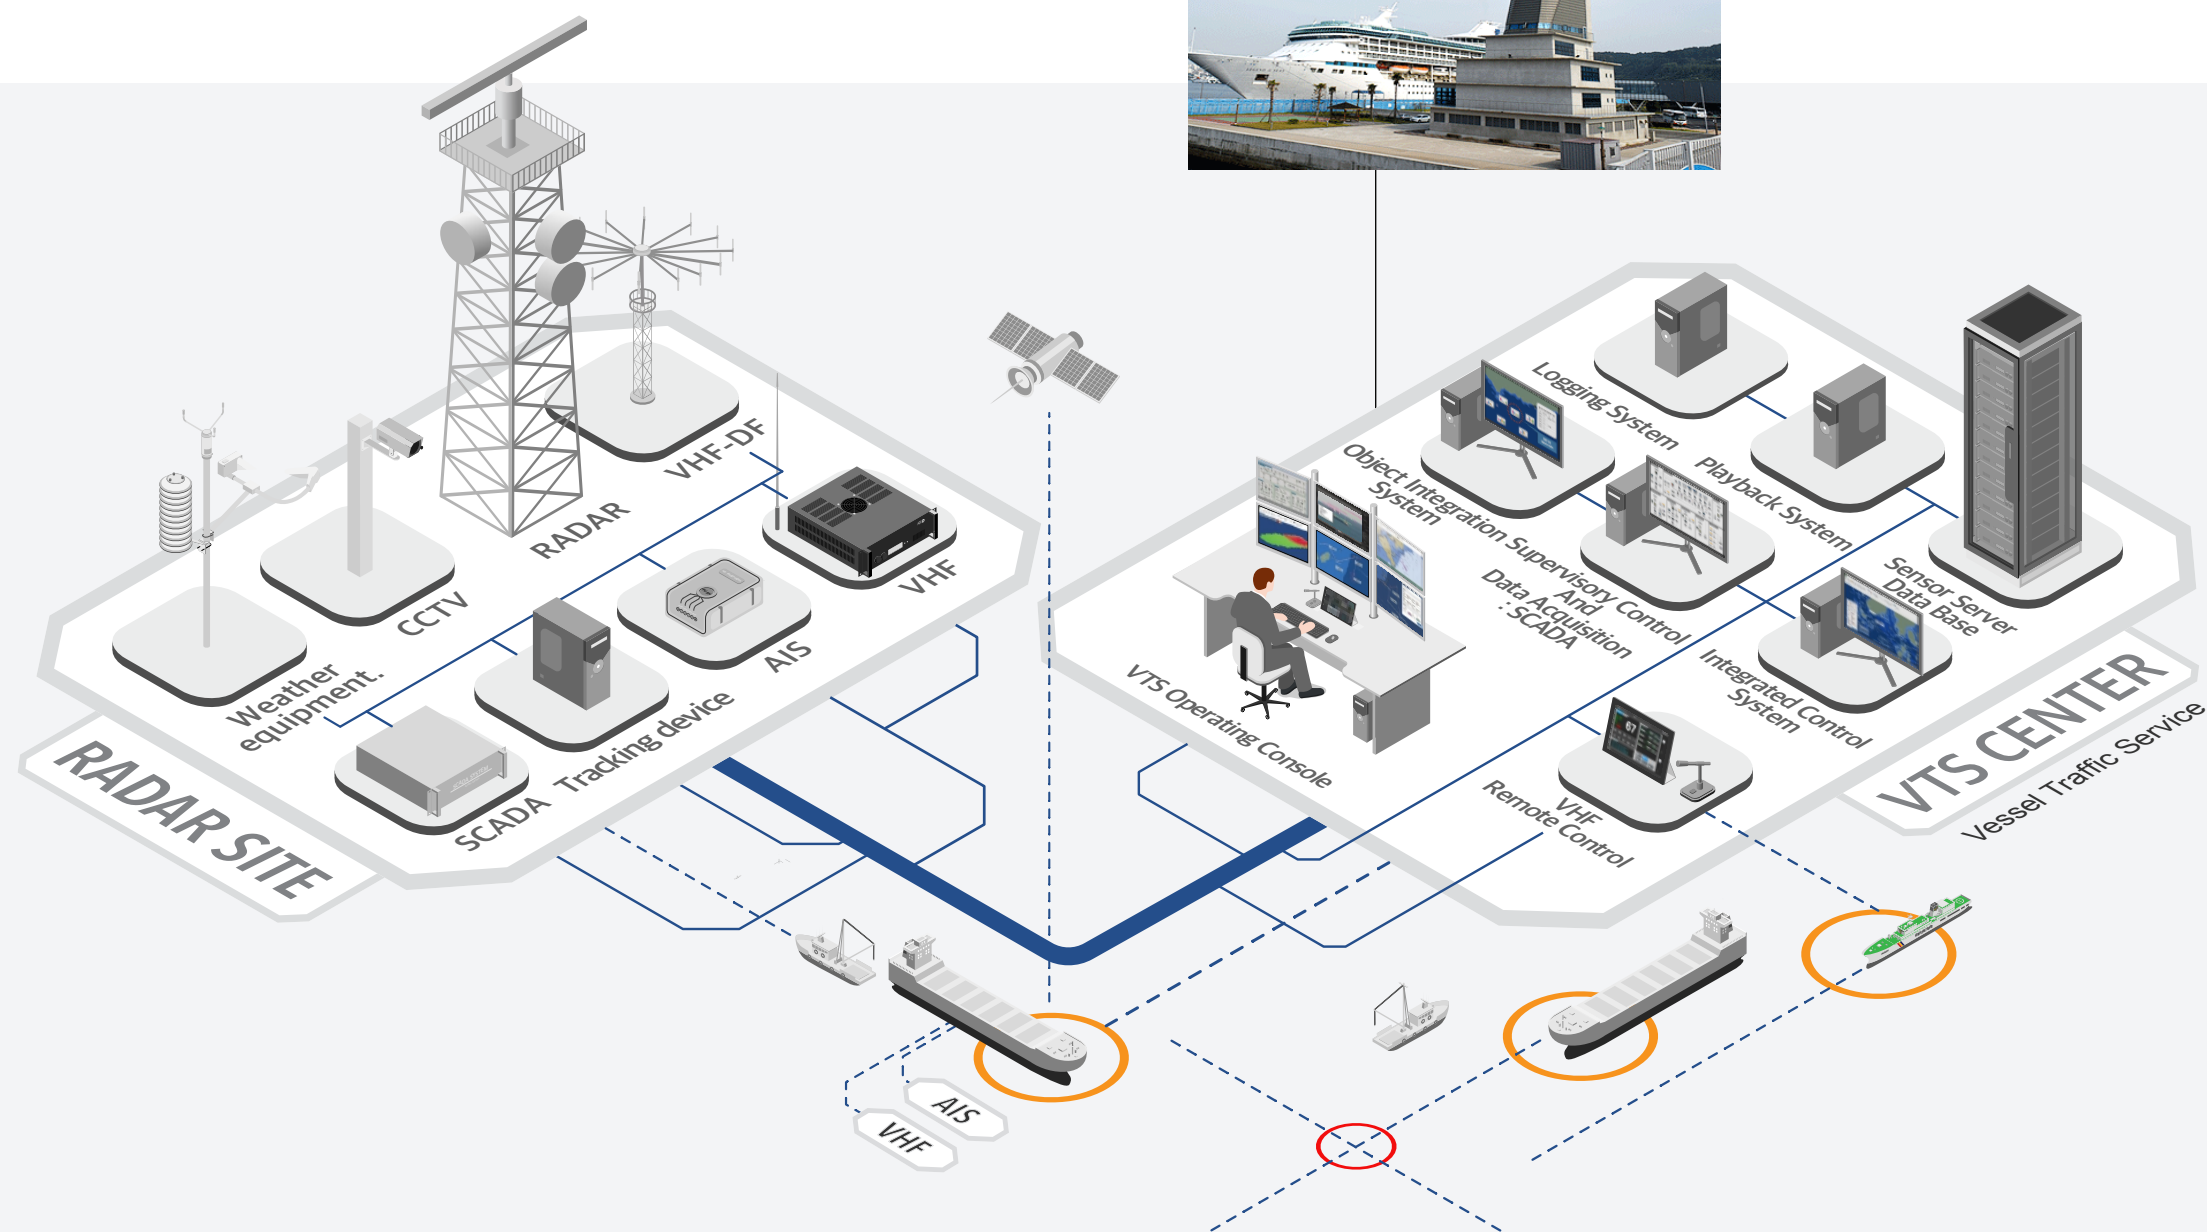 VHF-DF
RADAR
CCTV
VHF
AIS
Weather
equipment.
Tracking device
SCADA
RADAR SITE
Logging System
Playback System
Object Integration
System
Supervisory Control
And
Data Acquisition
: SCADA
Sensor Server
Data Base
Integrated Control
System
VTS Operating Console
VHF
Remote Control
67
VTS CENTER
Vessel Traffic Service
AIS
VHF